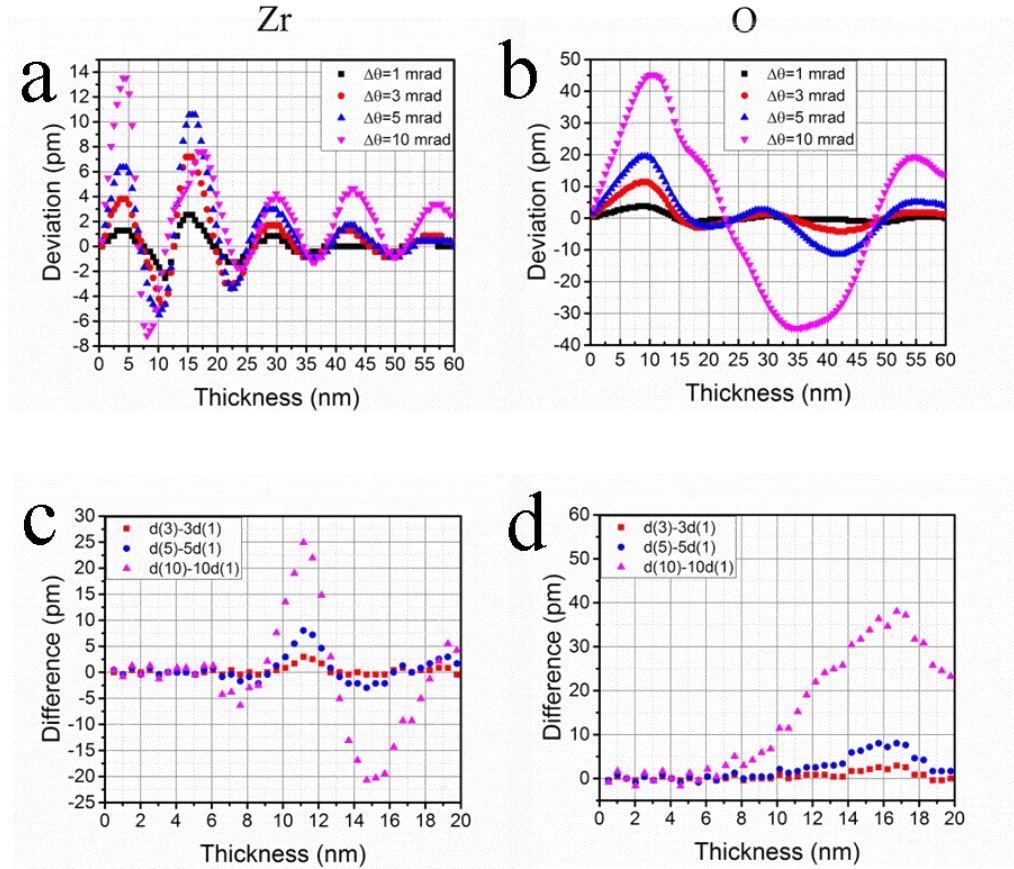 Zr
O
a
14
12
10
8
6
4
2
0
-2
-4
-6
-8
Deviation (pm)
Δθ=1 mrad
Δθ=3 mrad
Δθ=5 mrad
Δθ=10 mrad
0 5 10 15 20 25 30 35 40 45 50 55 60
Thickness (nm)
b
50
40
30
20
10
0
-10
-20
-30
-40
Deviation (pm)
Δθ=1 mrad
Δθ=3 mrad
Δθ=5 mrad
Δθ=10 mrad
0 5 10 15 20 25 30 35 40 45 50 55 60
Thickness (nm)
c
30
25
20
15
10
5
0
-5
-10
-15
-20
-25
Difference (pm)
d(3)-3d(1)
d(5)-5d(1)
d(10)-10d(1)
0 2 4 6 8 10 12 14 16 18 20
Thickness (nm)
d
60
50
40
30
20
10
0
Difference (pm)
d(3)-3d(1)
d(5)-5d(1)
d(10)-10d(1)
0 2 4 6 8 10 12 14 16 18 20
Thickness (nm)